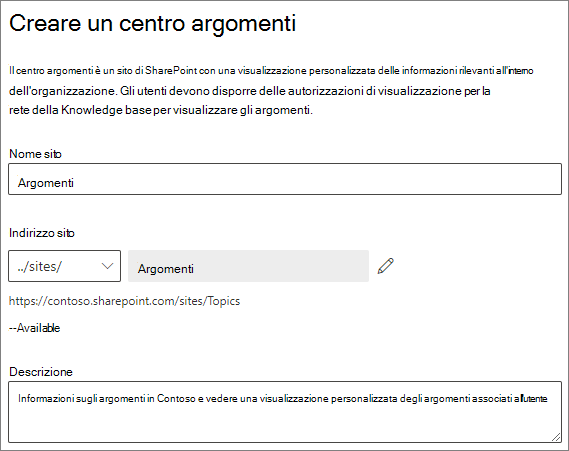 Creare un centro argomenti
Il centro argomenti è un sito di SharePoint con una visualizzazione personalizzata delle informazioni rilevanti all'interno
dell'organizzazione. Gli utenti devono disporre delle autorizzazioni di visualizzazione per la
rete della Knowledge base per visualizzare gli argomenti.
Nome sito
Argomenti
Indirizzo sito
../sites/ Argomenti
https://contoso.sharepoint.com/sites/Topics
--Available
Descrizione
Informazioni sugli argomenti in Contoso e vedere una visualizzazione personalizzata degli argomenti associati all'utente